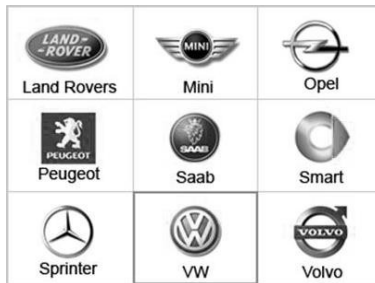 LAND-
-ROVER
MINI
Land Rovers
Mini
Opel
PEUGEOT
SAAB
Peugeot
Saab
Smart
VOLVO
Sprinter
VW
Volvo